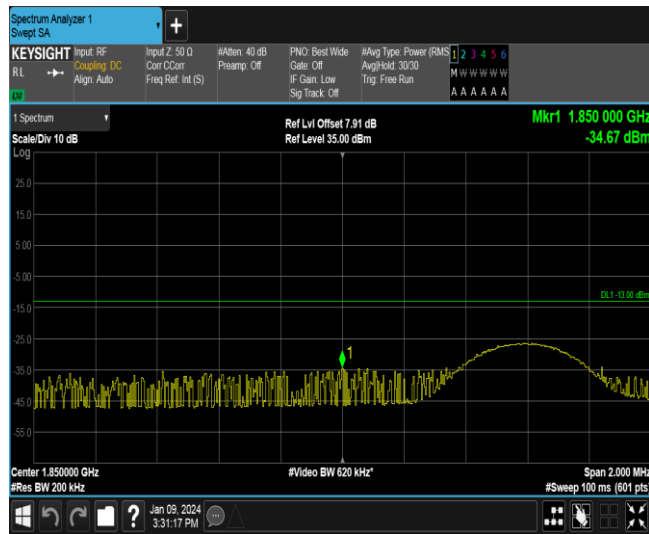 Spectrum Analyzer 1
Swept SA
+
KEYSIGHT
RL
Input: RF
Coupling: DC
Align: Auto
Input Z: 50 Ω
Corr CCorr
Freq Ref: Int (S)
#Atten: 40 dB
Preamp: Off
PNO: Best Wide
Gate: Off
IF Gain: Low
Sig Track: Off
#Avg Type: Power (RMS
Avg|Hold: 30/30
Trig: Free Run
1 2 3 4 5 6
M W W W W W
A A A A A A
1 Spectrum
Scale/Div 10 dB
Ref Lvl Offset 7.91 dB
Ref Level 35.00 dBm
Mkr1 1.850 000 GHz
-34.67 dBm
Log
25.0
15.0
5.00
-5.00
DL1 -13.00 dBm
-15.0
-25.0
1
-35.0
-45.0
-55.0
Center 1.850000 GHz
#Video BW 620 kHz*
Span 2.000 MHz
#Res BW 200 kHz
#Sweep 100 ms (601 pts
?
Jan 09, 2024
3:31:17 PM